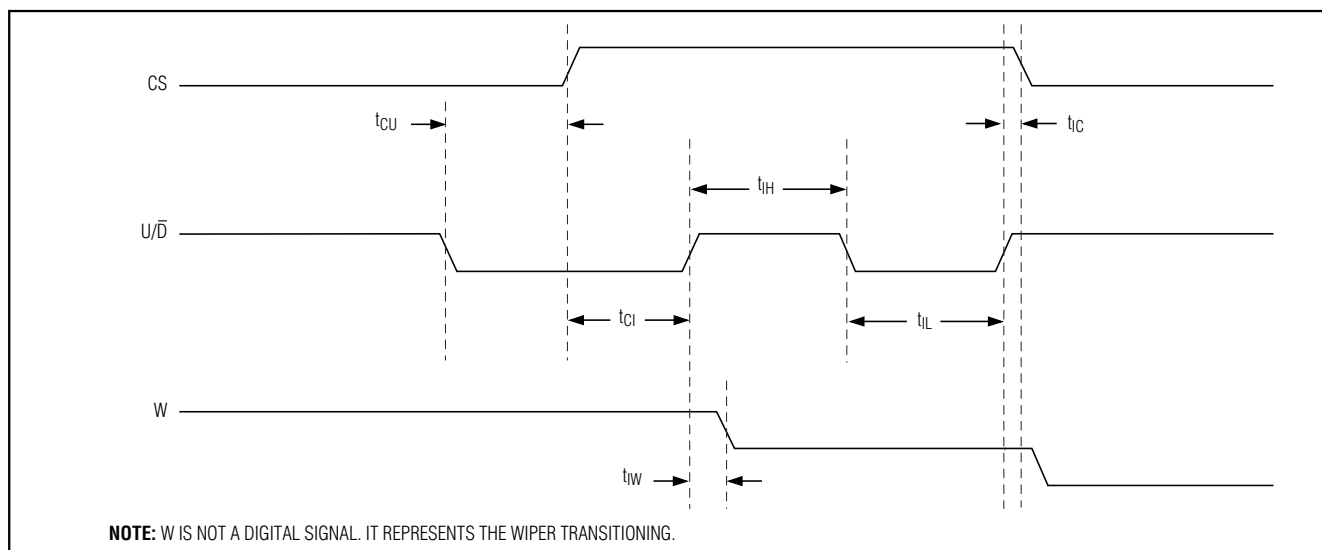 CS
tCU
tIC
tIH
U/D̅
tCI
tIL
W
tIW
NOTE: W IS NOT A DIGITAL SIGNAL. IT REPRESENTS THE WIPER TRANSITIONING.